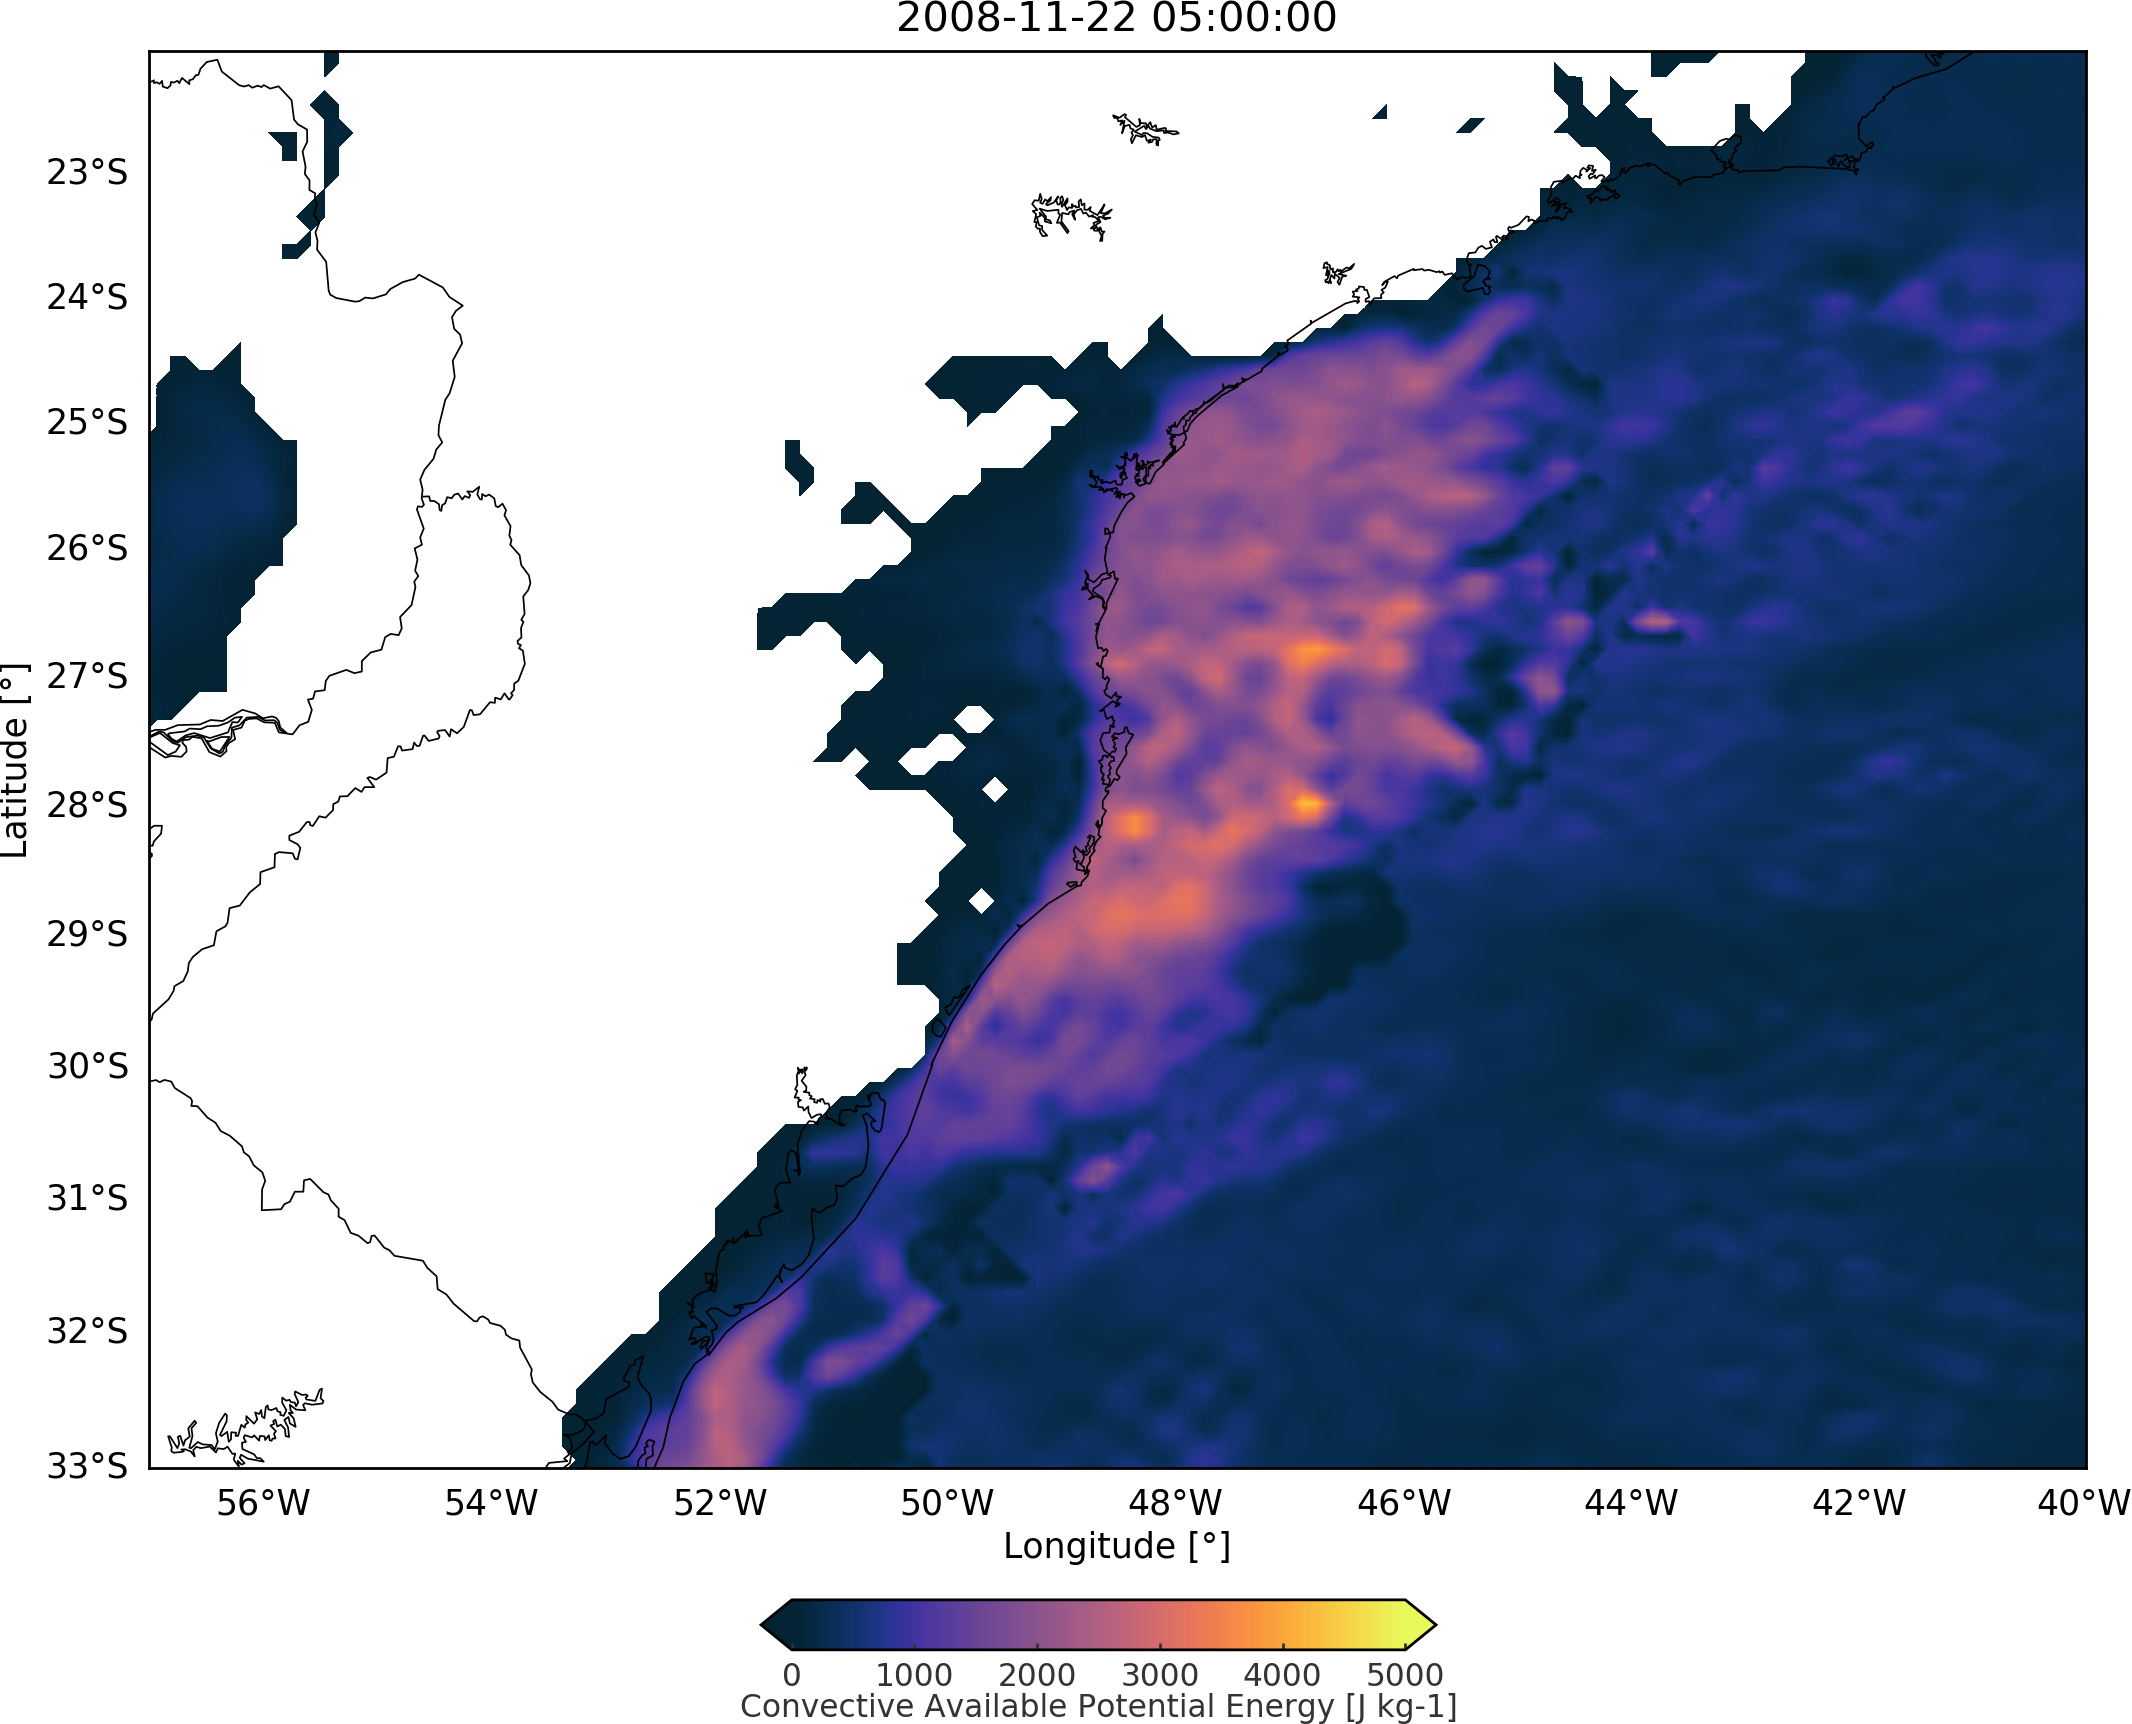 2008-11-22 05:00:00
23°S
24°S
25°S
26°S
27°S
28°S
29°S
30°S
31°S
32°S
33°S
Latitude [°]
56°W 54°W 52°W 50°W 48°W 46°W 44°W 42°W 40°W
Longitude [°]
0 1000 2000 3000 4000 5000
Convective Available Potential Energy [J kg-1]